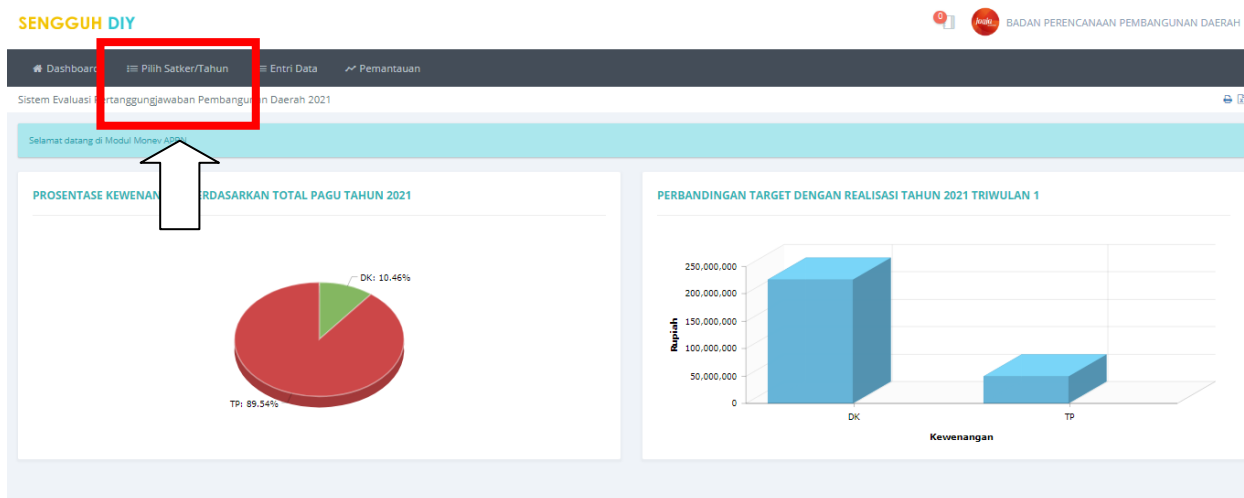 SENGGUH DIY
0
jogja
BADAN PERENCANAAN PEMBANGUNAN DAERAH
Dashboard
Pilih Satker/Tahun
Entri Data
Pemantauan
Sistem Evaluasi Pertanggungjawaban Pembangunan Daerah 2021
Selamat datang di Modul Monev
PROSENTASE TOTAL PAGU TAHUN 2021
DK: 10.46%
TP: 89.54%
PERBANDINGAN TARGET DENGAN REALISASI TAHUN 2021 TRIWULAN 1
Rupiah
250,000,000
200,000,000
150,000,000
100,000,000
50,000,000
0
DK
TP
Kewenangan